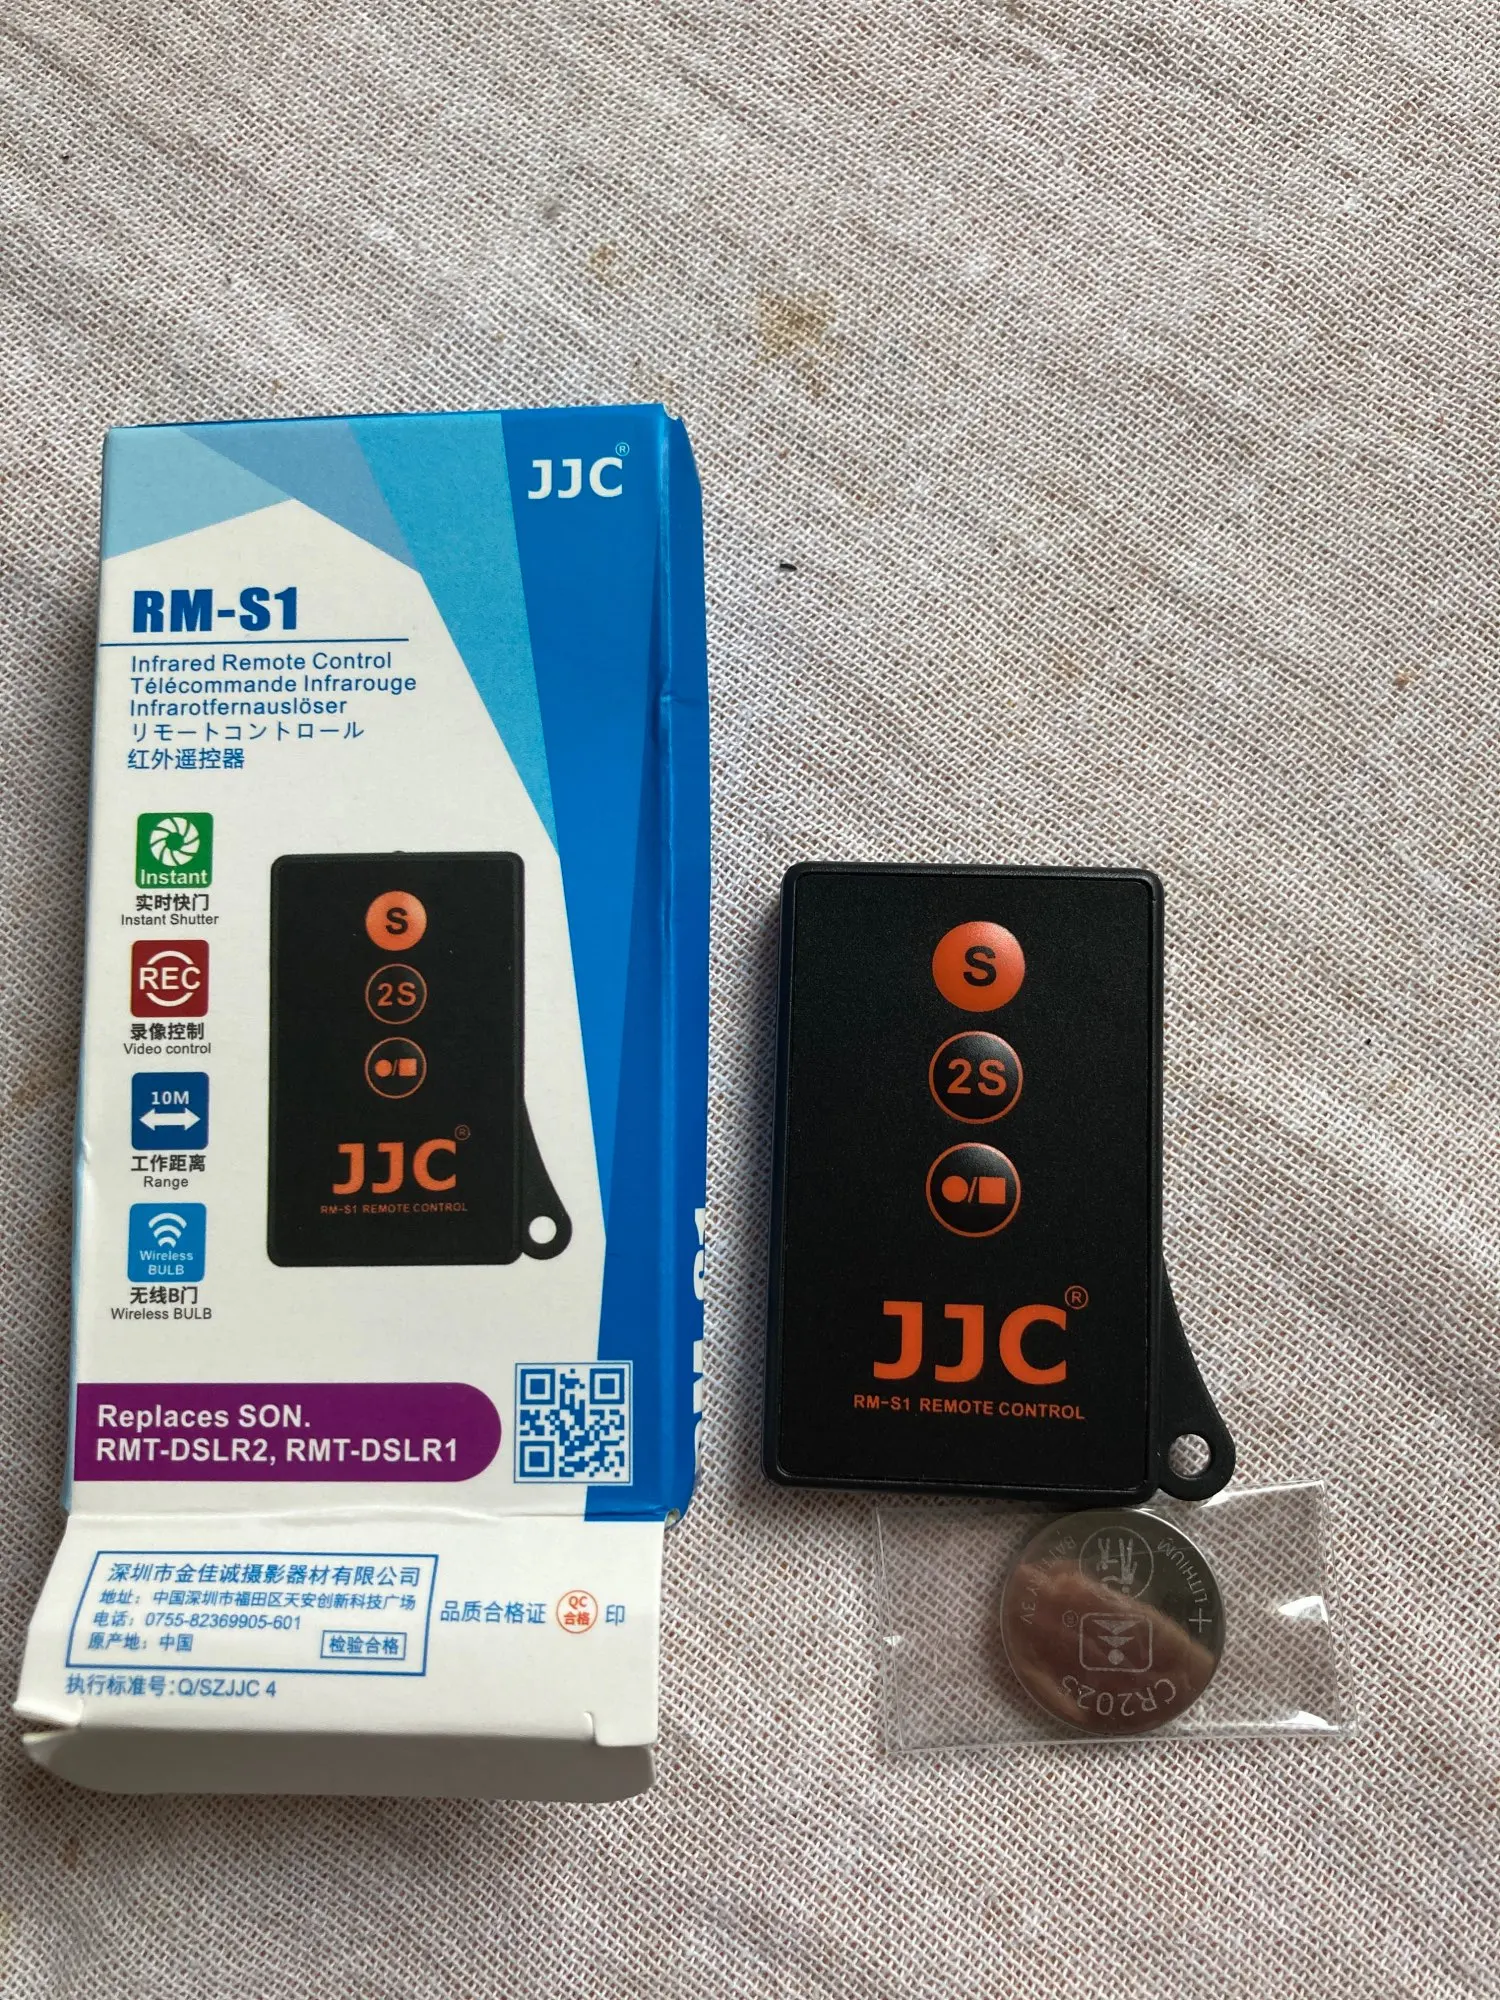 JJC®
RM-S1
Infrared Remote Control
Télécommande Infrarouge
Infrarotfernauslöser
リモートコントロール
红外遥控器
Instant
实时快门
Instant Shutter
REC
录像控制
Video control
10M
工作距离
Range
Wireless
BULB
无线B门
Wireless BULB
S
2S
●/■
JJC®
RM-S1 REMOTE CONTROL
Replaces SON.
RMT-DSLR2, RMT-DSLR1
深圳市金佳诚摄影器材有限公司
地址：中国深圳市福田区天安创新科技广场
电话：0755-82369905-601
原产地：中国
检验合格
执行标准号:Q/SZJJC 4
品质合格证
QC
合格
印
S
2S
●/■
JJC®
RM-S1 REMOTE CONTROL
+
LITHIUM
BATTERY
3V
CR2025